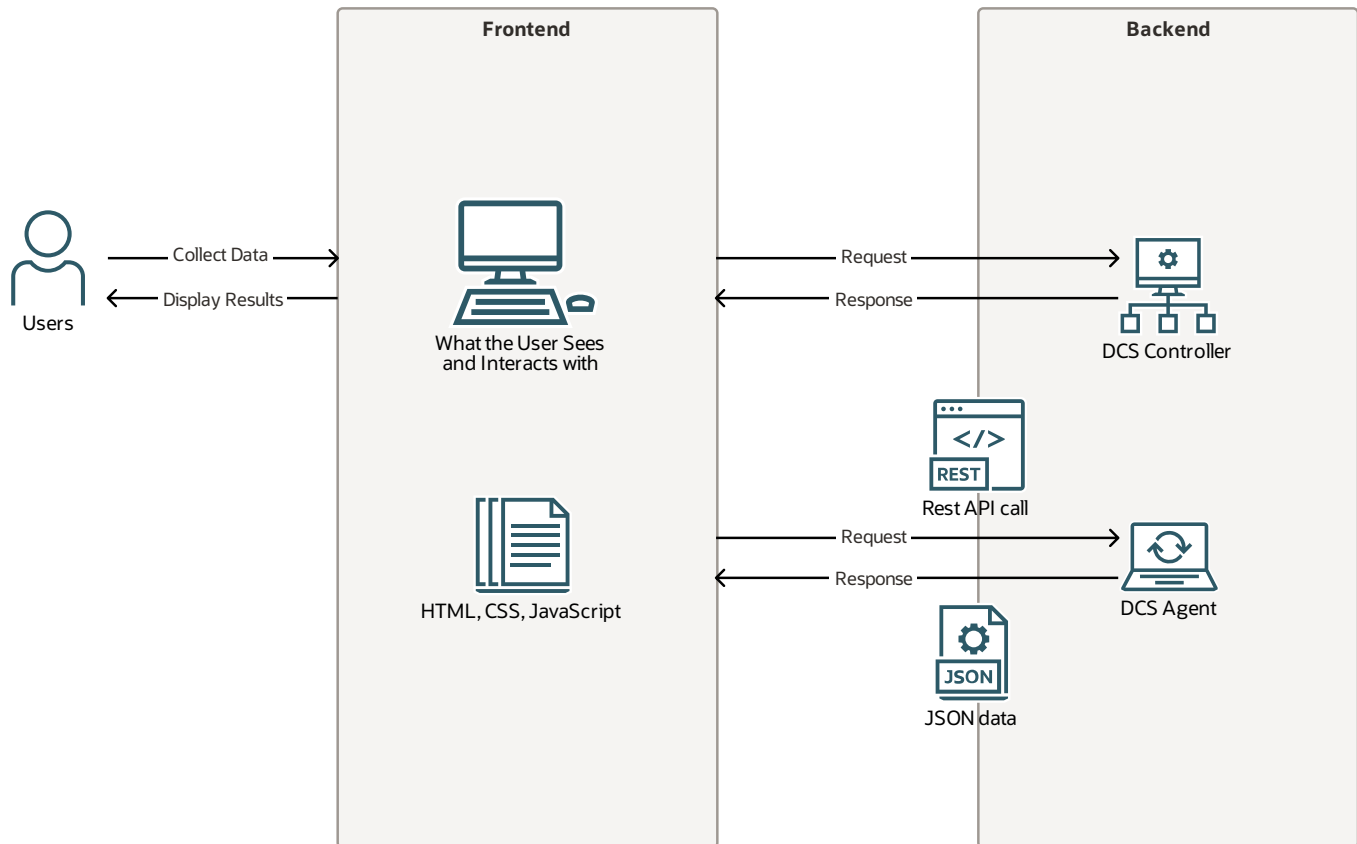 Frontend
Backend
Collect Data
Display Results
Users
What the User Sees
and Interacts with
Request
Response
DCS Controller
</>
REST
Rest API call
HTML, CSS, JavaScript
Request
Response
DCS Agent
JSON
JSON data